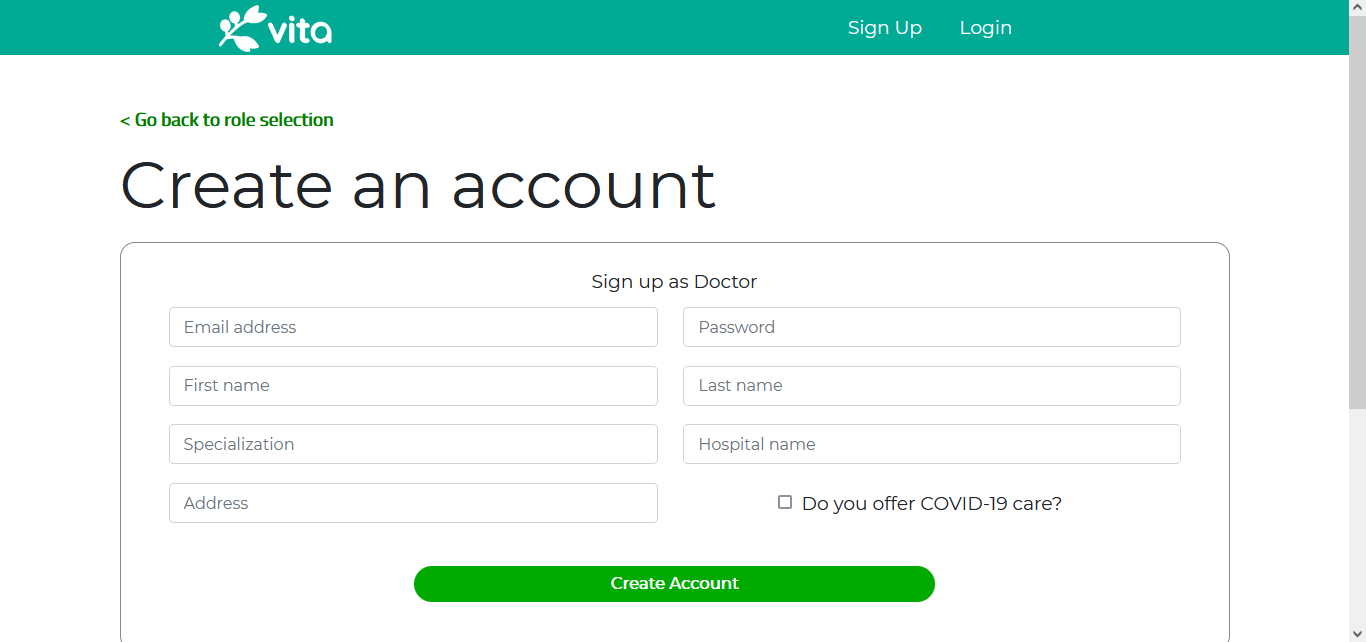 vita
Sign Up
Login
< Go back to role selection
Create an account
Sign up as Doctor
Email address
Password
First name
Last name
Specialization
Hospital name
Address
Do you offer COVID-19 care?
Create Account